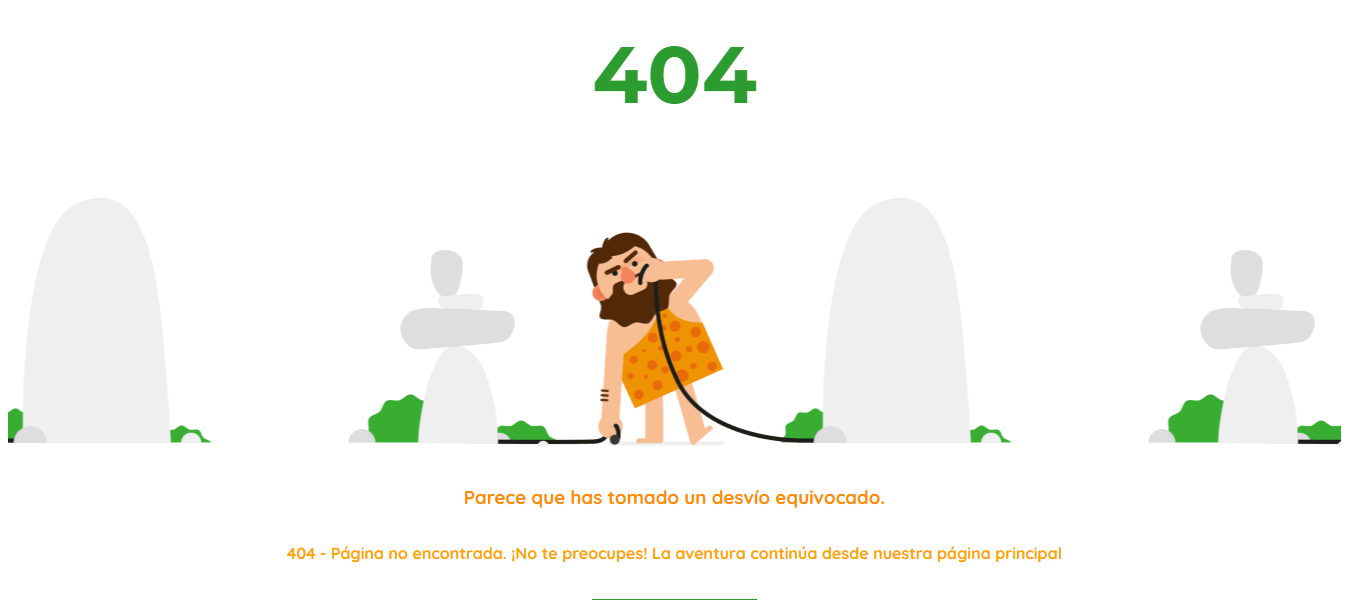 404
Parece que has tomado un desvío equivocado.
404 - Página no encontrada. ¡No te preocupes! La aventura continúa desde nuestra página principal